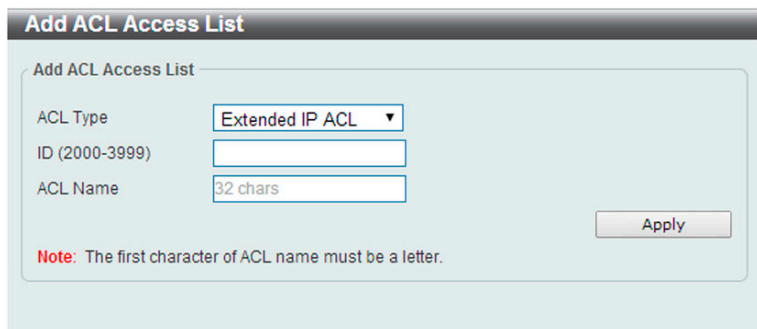 Add ACL Access List
Add ACL Access List
ACL Type
Extended IP ACL
ID (2000-3999)
ACL Name
32 chars
Apply
Note: The first character of ACL name must be a letter.